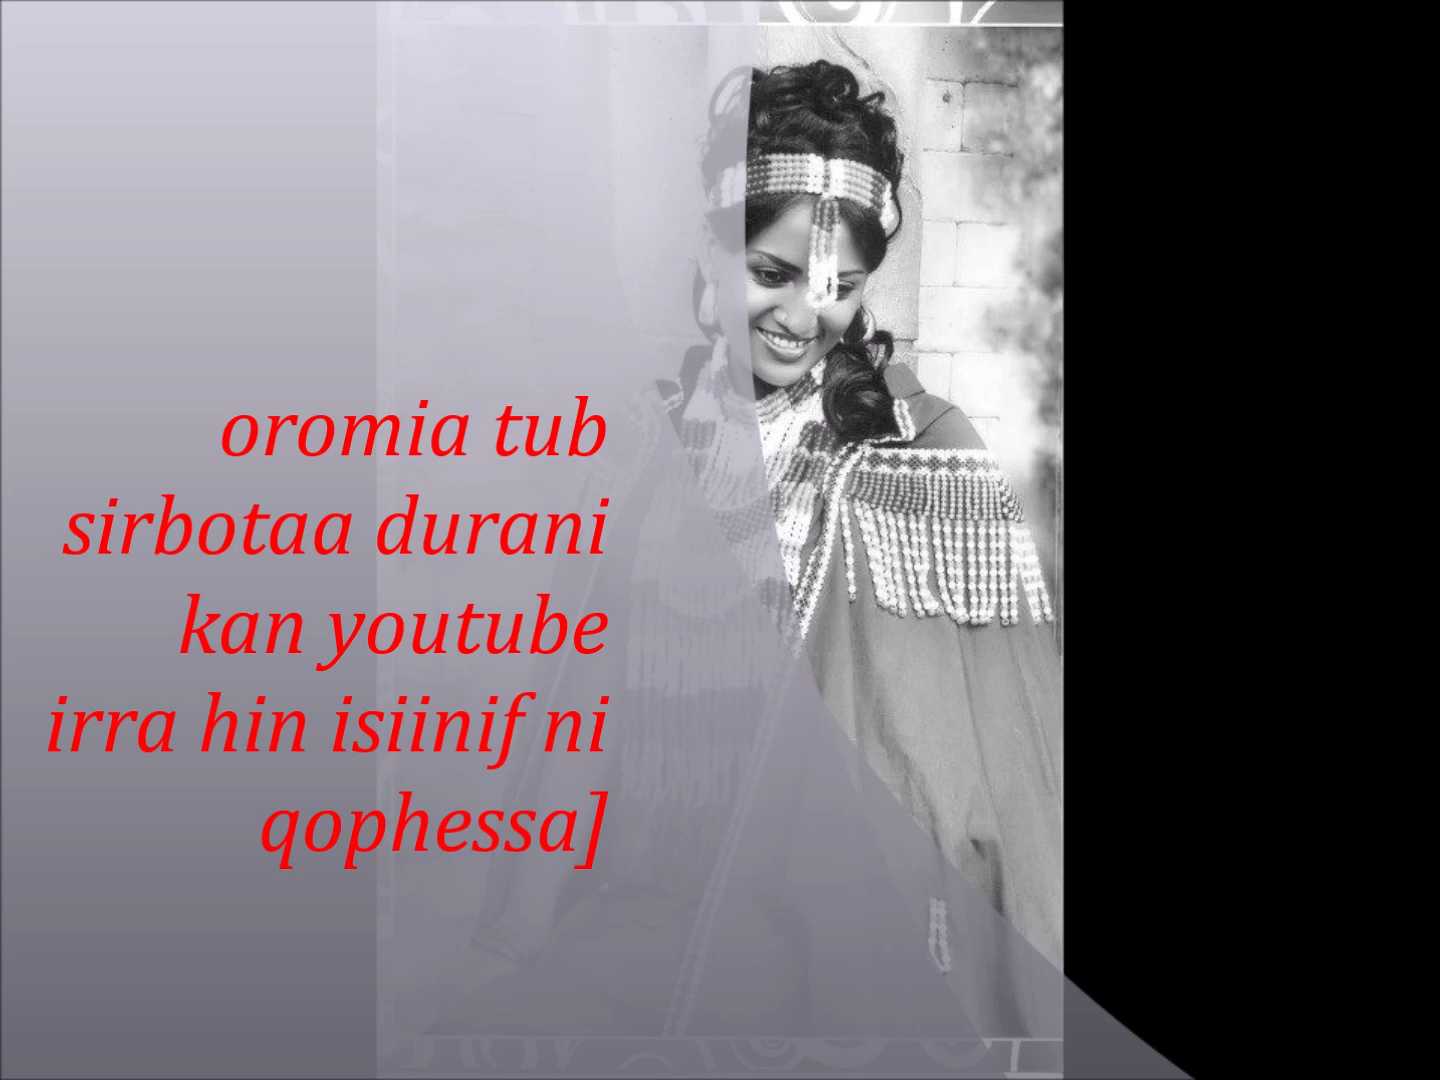 oromia tub
sirbotaa durani
kan youtube
irra hin isiinif ni
qophessa]